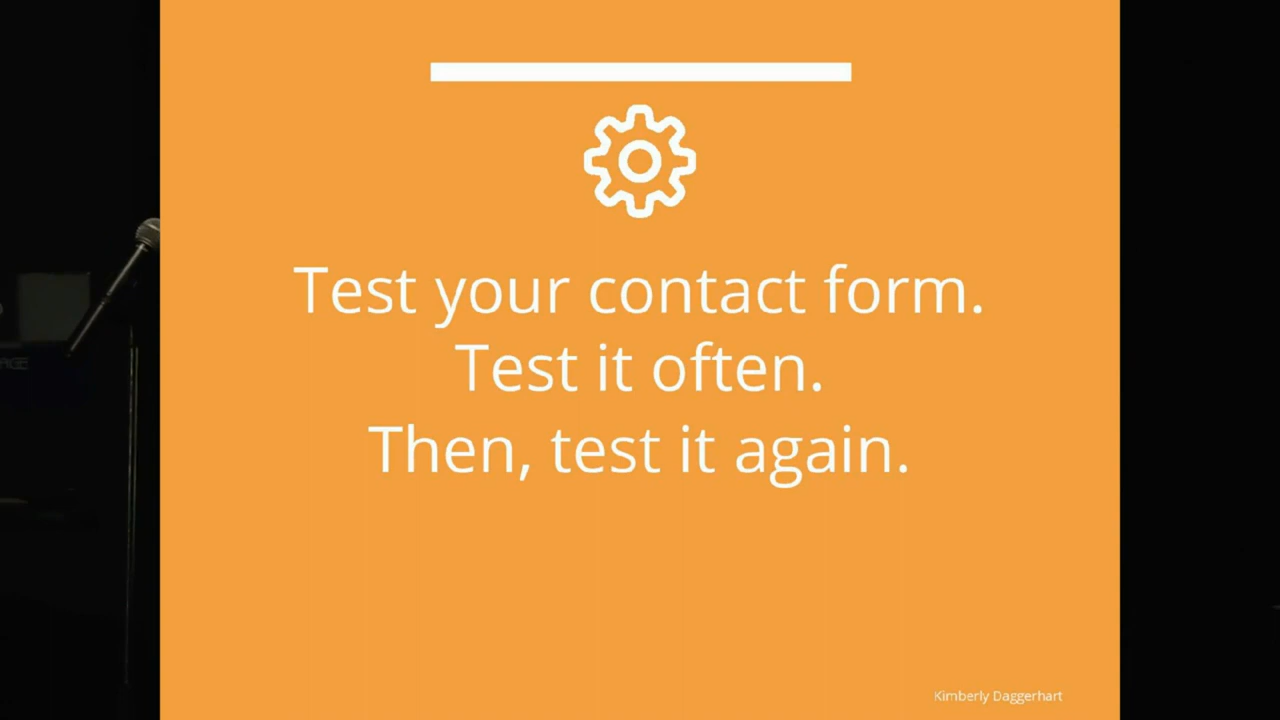 Test your contact form.
Test it often.
Then, test it again.
Kimberly Daggerhart